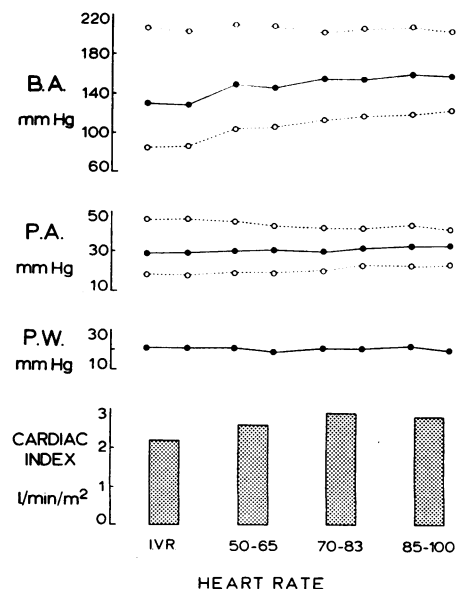 220
180
B.A. 140
mm Hg 100
60
50
P.A. 30
mm Hg
10
P.W. 30
mm Hg 10
3
CARDIAC
INDEX 2
1
l/min/m²
0
I.V.R 50-65 70-83 85-100
HEART RATE